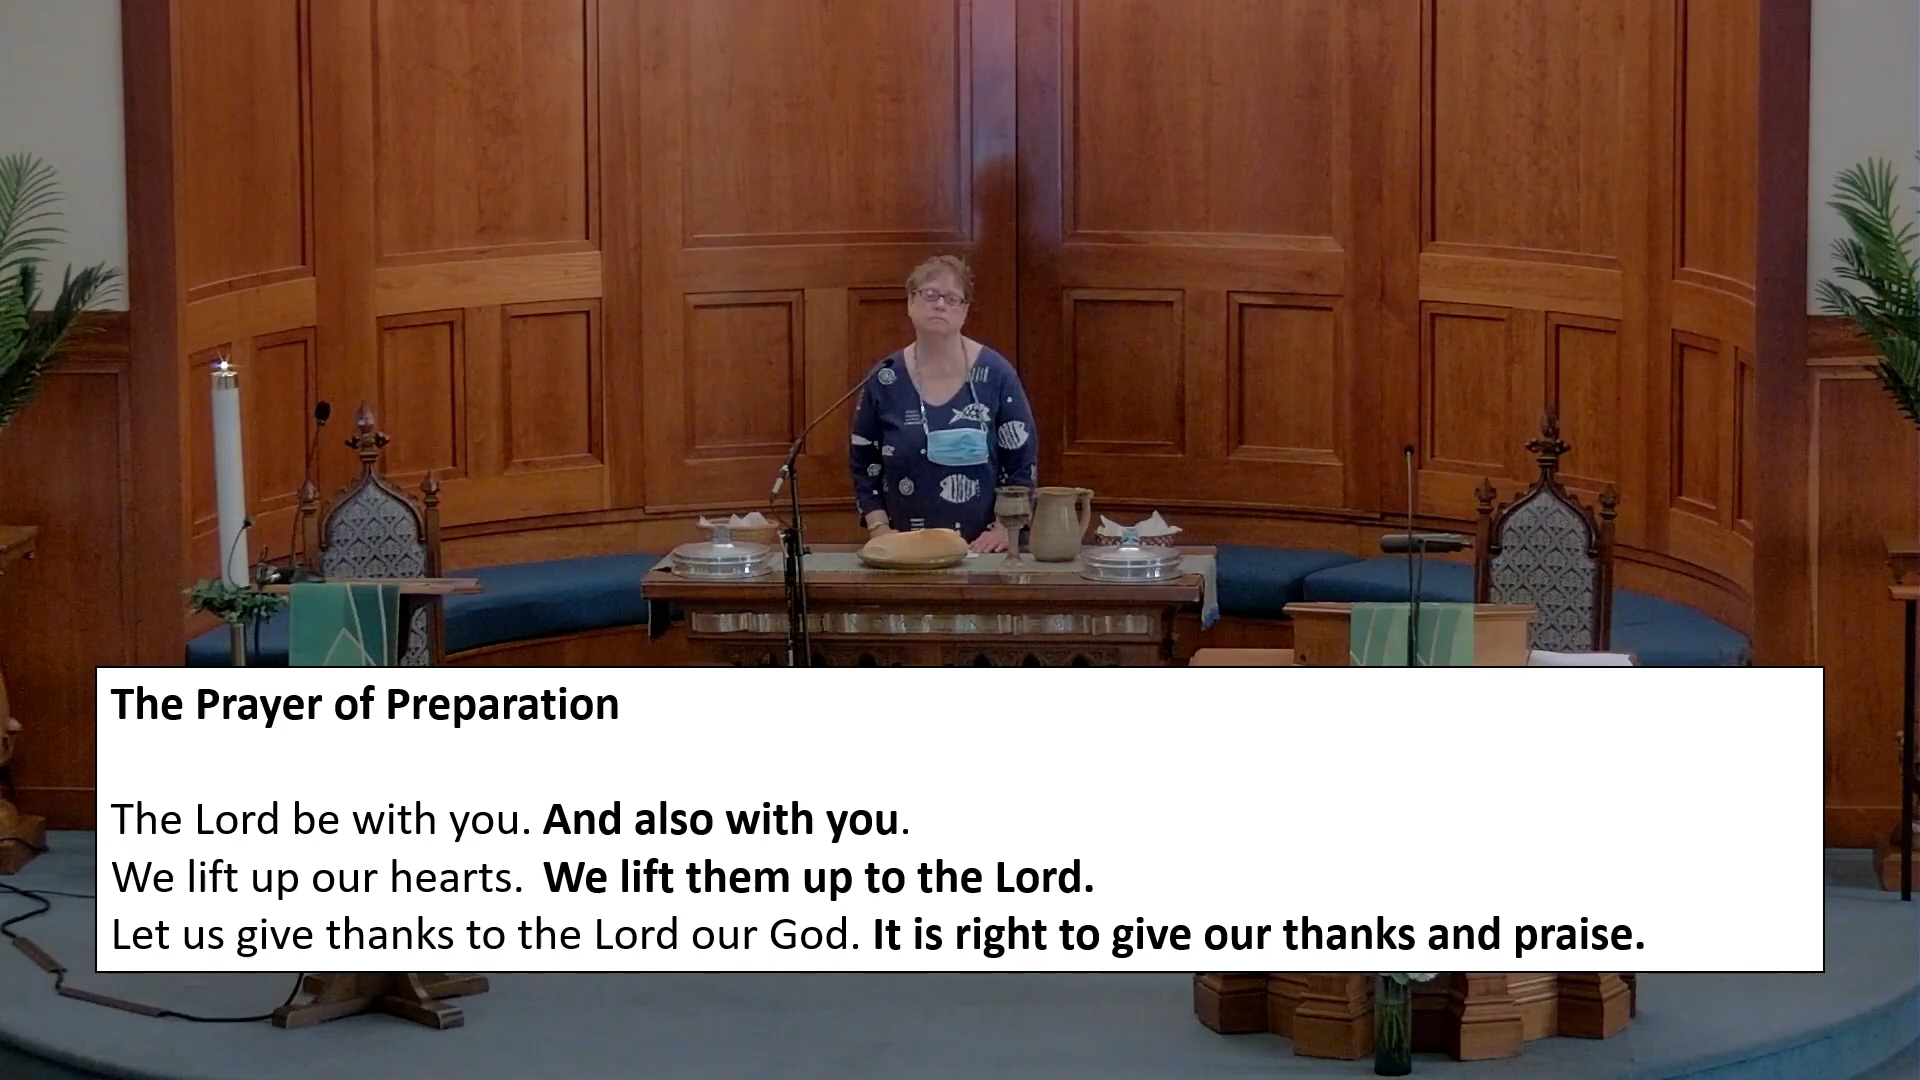 The Prayer of Preparation
The Lord be with you. And also with you.
We lift up our hearts. We lift them up to the Lord.
Let us give thanks to the Lord our God. It is right to give our thanks and praise.